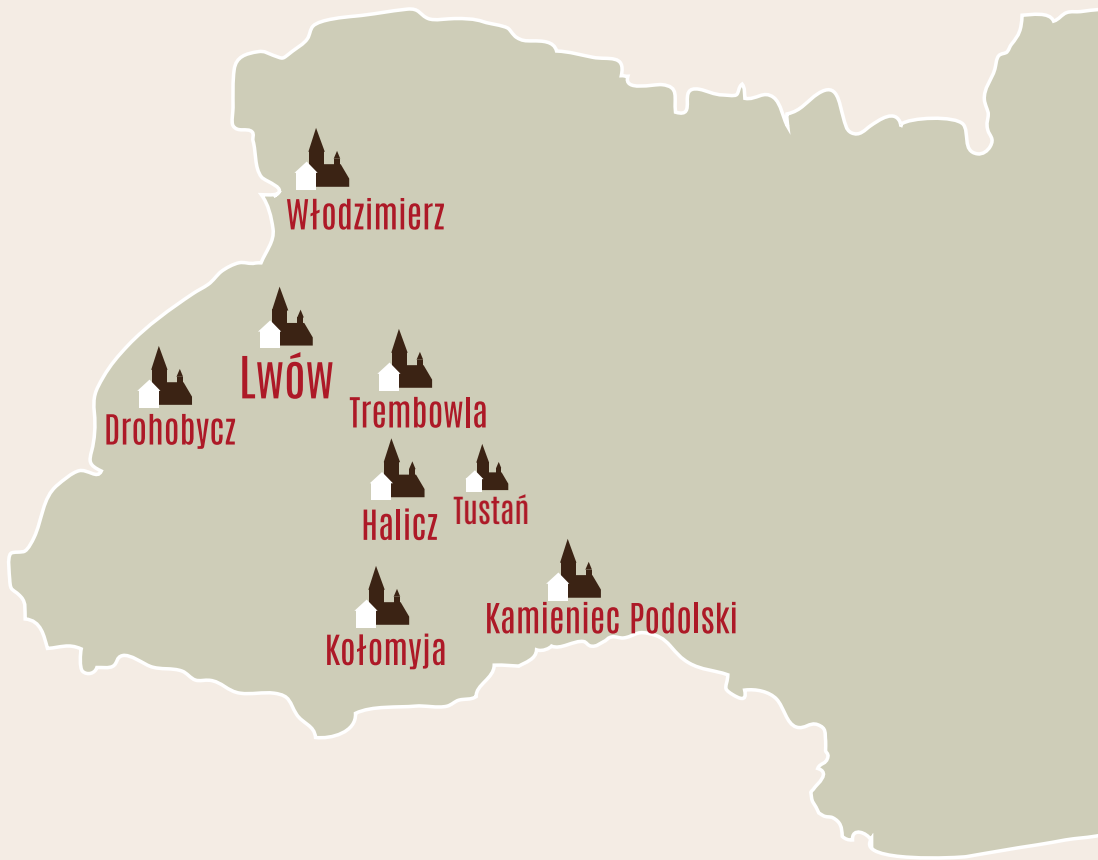 Włodzimierz
Lwów
Trembowla
Drohobycz
Halicz
Tustań
Kamieniec Podolski
Kołomyja